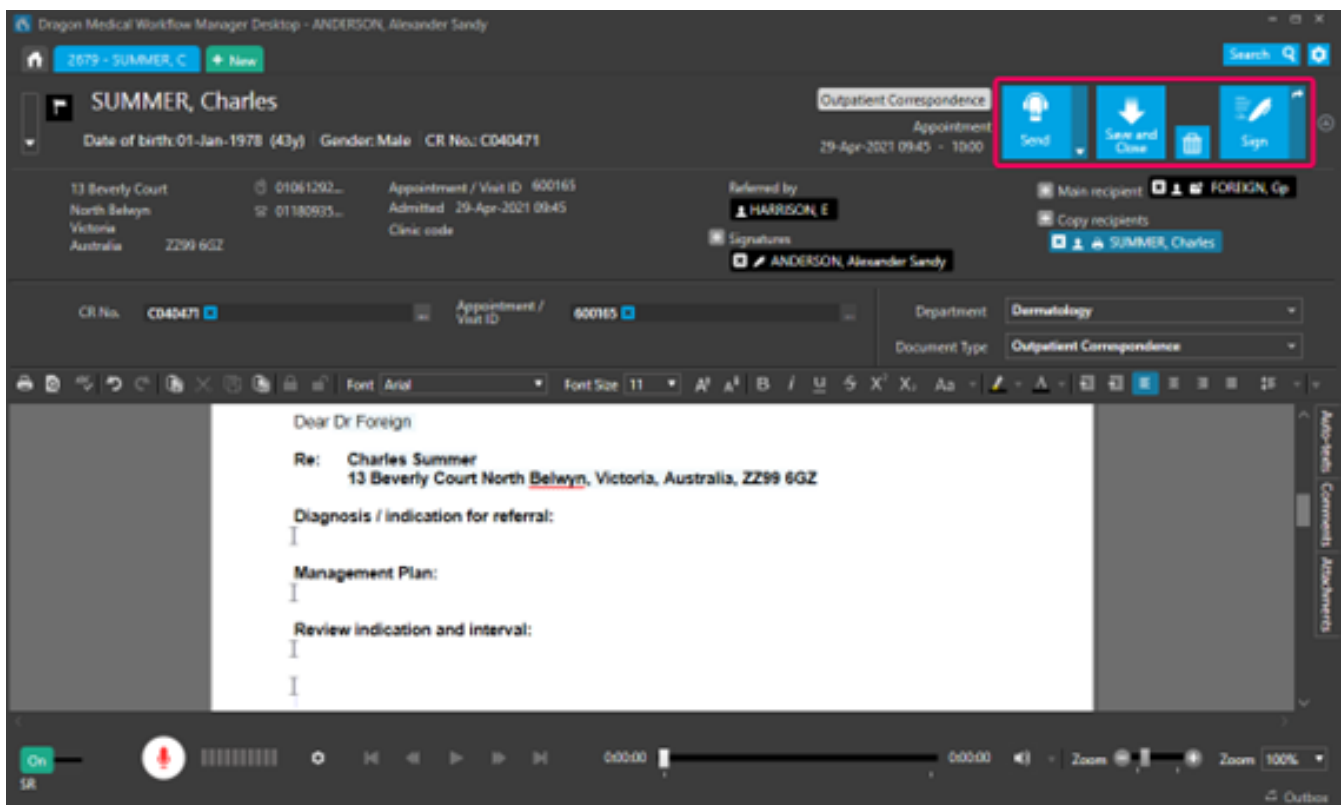 Dragon Medical Workflow Manager Desktop - ANDERSON, Alexander Sandy
2679 - SUMMER, C
+ New
Search
SUMMER, Charles
Date of birth:01-Jan-1978 (43y) Gender: Male CR No.: C040471
Outpatient Correspondence
Appointment
29-Apr-2021 09:45 - 10:00
Send
Save and
Close
Sign
13 Beverly Court
North Belwyn
Victoria
Australia ZZ99 6GZ
01061292...
01180935...
Appointment / Visit ID 600165
Admitted 29-Apr-2021 09:45
Clinic code
Referred by
HARRISON, E
Signatures
ANDERSON, Alexander Sandy
Main recipient FOREIGN, Gp
Copy recipients
SUMMER, Charles
CR No. C040471
Appointment /
Visit ID 600165
Department Dermatology
Document Type Outpatient Correspondence
Font Arial Font Size 11
Dear Dr Foreign
Re: Charles Summer
13 Beverly Court North Belwyn, Victoria, Australia, ZZ99 6GZ
Diagnosis / indication for referral:
Management Plan:
Review indication and interval:
Auto-texts Comments Attachments
On
SR
0:00:00
0:00:00
Zoom
Zoom 100%
Outbox